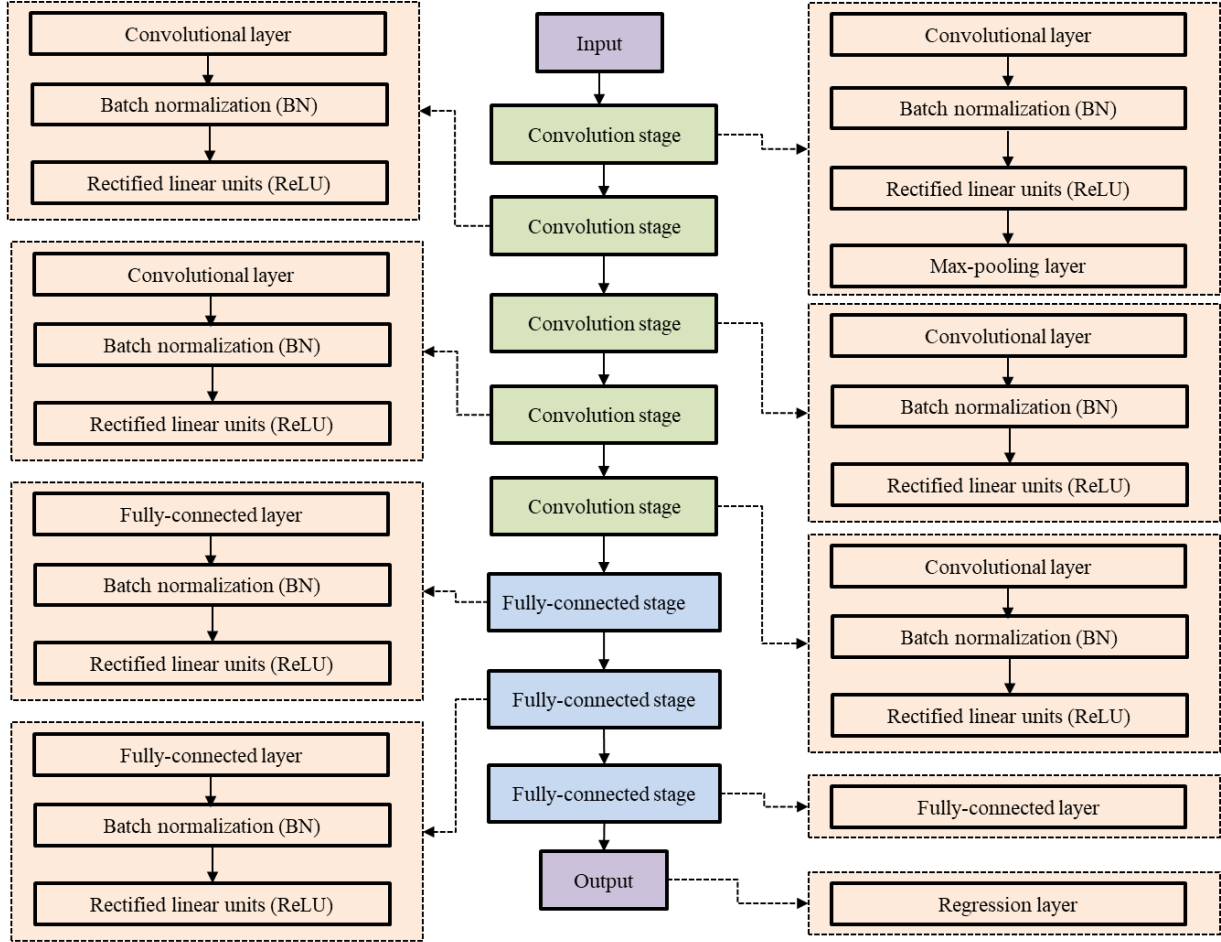 Convolutional layer
Batch normalization (BN)
Rectified linear units (ReLU)
Convolutional layer
Batch normalization (BN)
Rectified linear units (ReLU)
Fully-connected layer
Batch normalization (BN)
Rectified linear units (ReLU)
Fully-connected layer
Batch normalization (BN)
Rectified linear units (ReLU)
Input
Convolution stage
Convolution stage
Convolution stage
Convolution stage
Convolution stage
Fully-connected stage
Fully-connected stage
Fully-connected stage
Output
Convolutional layer
Batch normalization (BN)
Rectified linear units (ReLU)
Max-pooling layer
Convolutional layer
Batch normalization (BN)
Rectified linear units (ReLU)
Convolutional layer
Batch normalization (BN)
Rectified linear units (ReLU)
Fully-connected layer
Regression layer